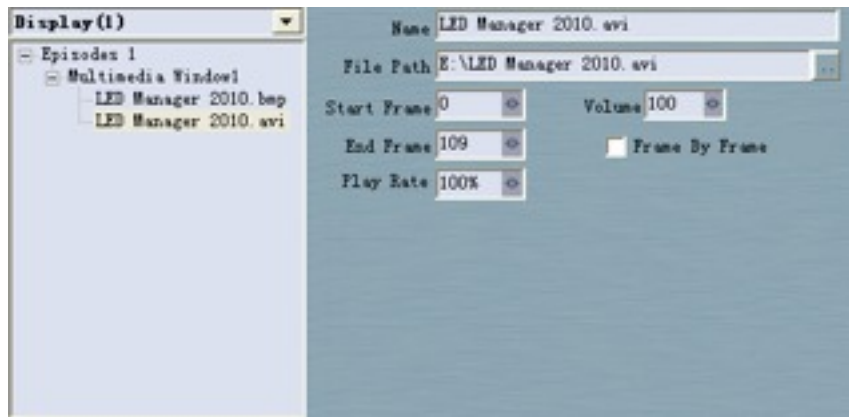 Display(1)
Episodes 1
Multimedia Window1
LED Manager 2010.bmp
LED Manager 2010.avi
Name LED Manager 2010.avi
File Path E:\LED Manager 2010.avi ..
Start Frame 0 Volume 100
End Frame 109 Frame By Frame
Play Rate 100%